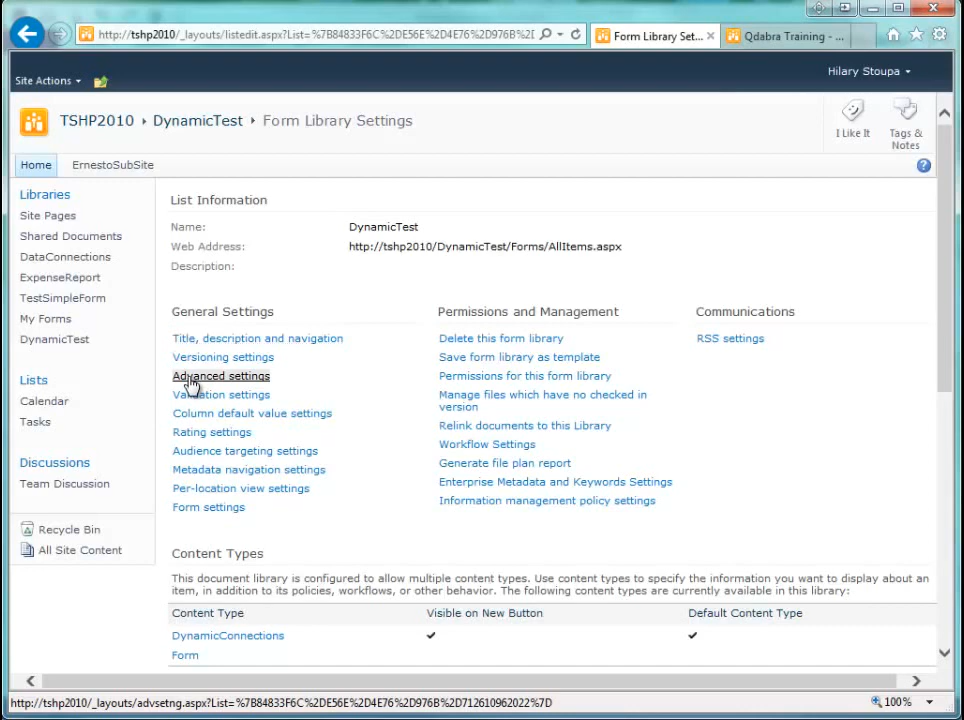 http://tshp2010/_layouts/listedit.aspx?List=%7B84833F6C%2DE56E%2D4E76%2D976B%2
Form Library Set...
Qdabra Training - ...
Site Actions
Hilary Stoupa
TSHP2010 DynamicTest Form Library Settings
I Like It
Tags & Notes
Home
ErnestoSubSite
Libraries
Site Pages
Shared Documents
DataConnections
ExpenseReport
TestSimpleForm
My Forms
DynamicTest
Lists
Calendar
Tasks
Discussions
Team Discussion
Recycle Bin
All Site Content
List Information
Name: DynamicTest
Web Address: http://tshp2010/DynamicTest/Forms/AllItems.aspx
Description:
General Settings
Title, description and navigation
Versioning settings
Advanced settings
Validation settings
Column default value settings
Rating settings
Audience targeting settings
Metadata navigation settings
Per-location view settings
Form settings
Permissions and Management
Delete this form library
Save form library as template
Permissions for this form library
Manage files which have no checked in
version
Relink documents to this Library
Workflow Settings
Generate file plan report
Enterprise Metadata and Keywords Settings
Information management policy settings
Communications
RSS settings
Content Types
This document library is configured to allow multiple content types. Use content types to specify the information you want to display about an
item, in addition to its policies, workflows, or other behavior. The following content types are currently available in this library:
Content Type Visible on New Button Default Content Type
DynamicConnections
Form
http://tshp2010/_layouts/advsetng.aspx?List=%7B84833F6C%2DE56E%2D4E76%2D976B%2D712610962022%7D
100%